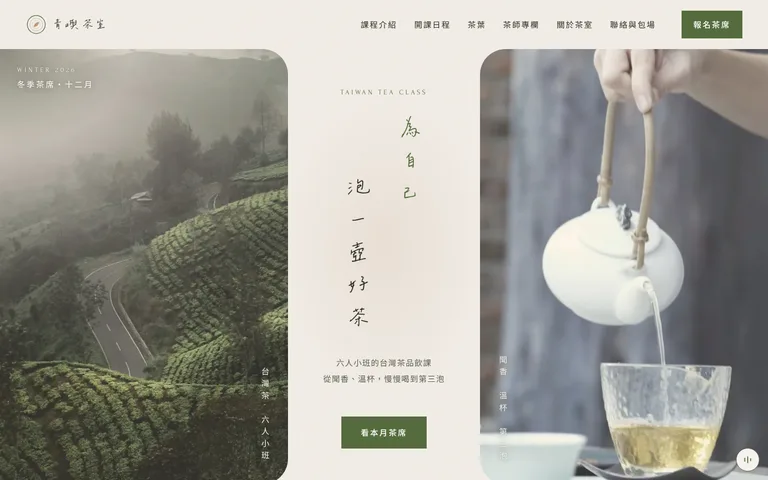 青喫茶室
課程介紹
開課日程
茶葉
茶師專欄
關於茶室
聯絡與包場
報名茶席
WINTER 2026
冬季茶席・十二月
台灣茶 六人小班
TAIWAN TEA CLASS
為自己
泡一壺好茶
六人小班的台灣茶品飲課
從聞香、溫杯,慢慢喝到第三泡
看本月茶席
聞香 溫杯 第